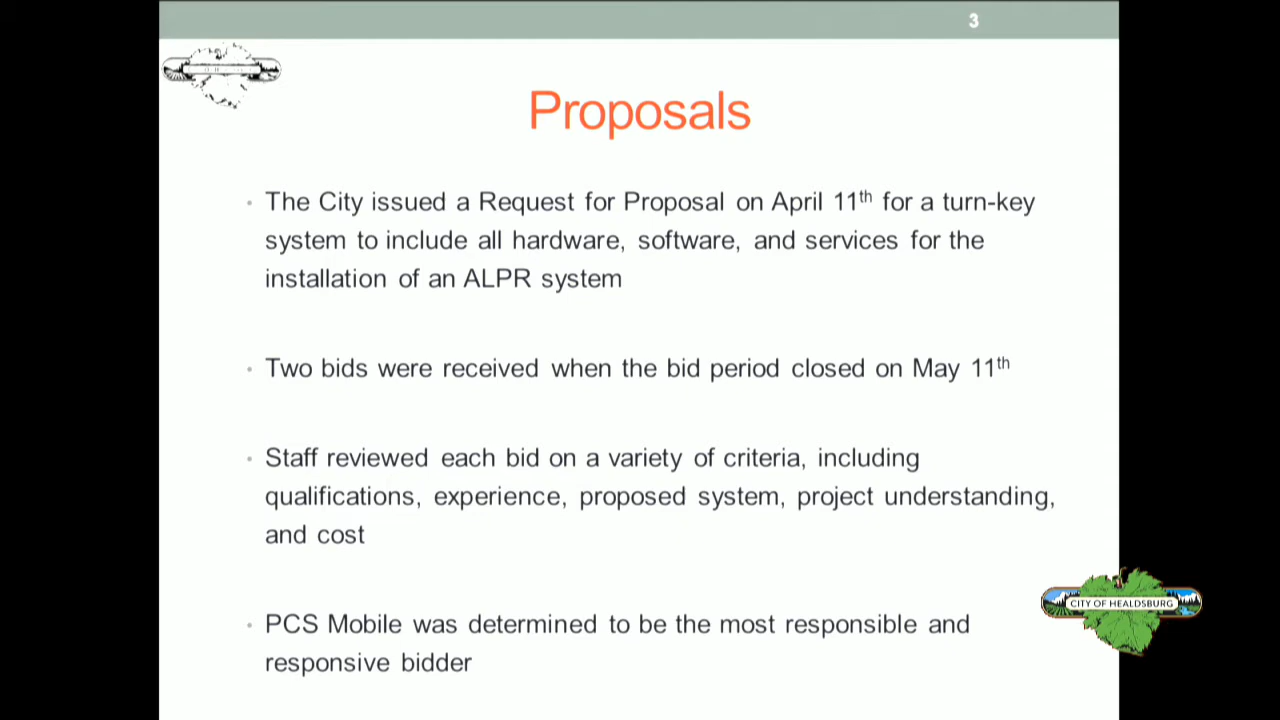 3
Proposals
• The City issued a Request for Proposal on April 11th for a turn-key
system to include all hardware, software, and services for the
installation of an ALPR system
• Two bids were received when the bid period closed on May 11th
• Staff reviewed each bid on a variety of criteria, including
qualifications, experience, proposed system, project understanding,
and cost
CITY OF HEALDSBURG
• PCS Mobile was determined to be the most responsible and
responsive bidder